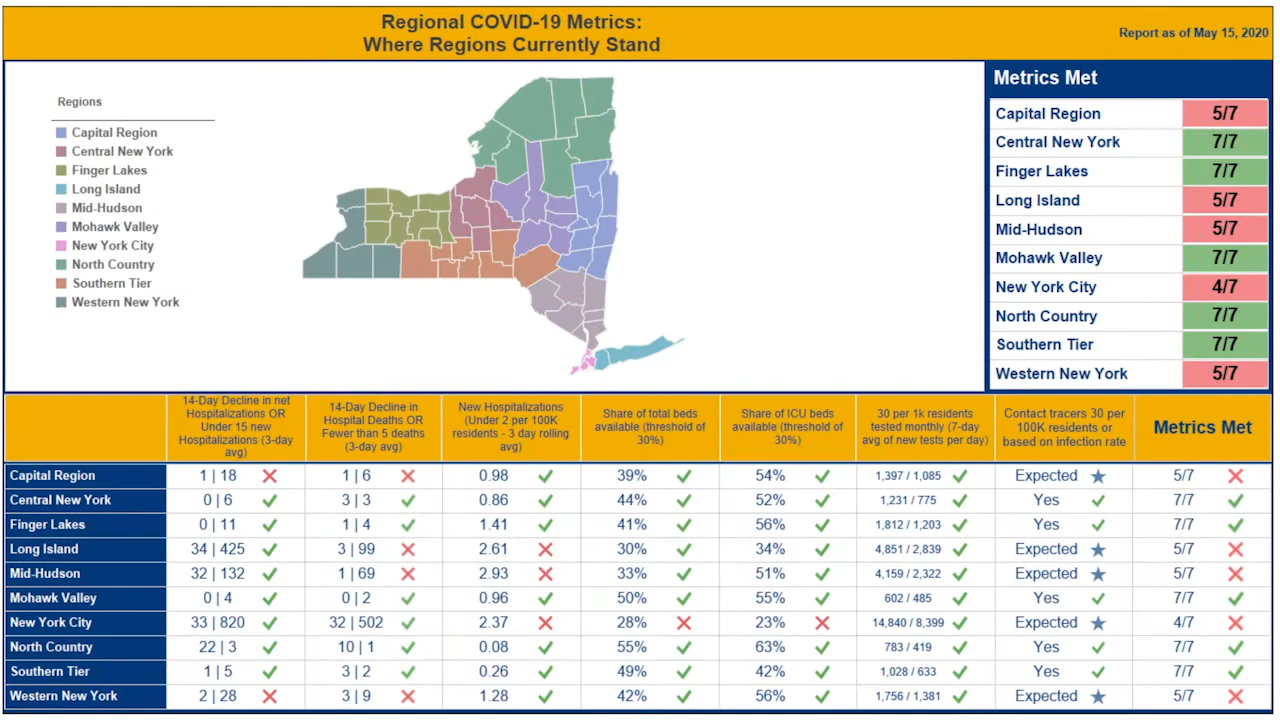 Regional COVID-19 Metrics:
Where Regions Currently Stand
Report as of May 15, 2020
Regions
Capital Region
Central New York
Finger Lakes
Long Island
Mid-Hudson
Mohawk Valley
New York City
North Country
Southern Tier
Western New York
Metrics Met
Capital Region 5/7
Central New York 7/7
Finger Lakes 7/7
Long Island 5/7
Mid-Hudson 5/7
Mohawk Valley 7/7
New York City 4/7
North Country 7/7
Southern Tier 7/7
Western New York 5/7
14-Day Decline in net
Hospitalizations OR
Under 15 new
Hospitalizations (3-day
avg)
14-Day Decline in
Hospital Deaths OR
Fewer than 5 deaths
(3-day avg)
New Hospitalizations
(Under 2 per 100K
residents - 3 day rolling
avg)
Share of total beds
available (threshold of
30%)
Share of ICU beds
available (threshold of
30%)
30 per 1k residents
tested monthly (7-day
avg of new tests per day)
Contact tracers 30 per
100K residents or
based on infection rate
Metrics Met
Capital Region 1 | 18 1 | 6 0.98 39% 54% 1,397 / 1,085 Expected 5/7
Central New York 0 | 6 3 | 3 0.86 44% 52% 1,231 / 775 Yes 7/7
Finger Lakes 0 | 11 1 | 4 1.41 41% 56% 1,812 / 1,203 Yes 7/7
Long Island 34 | 425 3 | 99 2.61 30% 34% 4,851 / 2,839 Expected 5/7
Mid-Hudson 32 | 132 1 | 69 2.93 33% 51% 4,159 / 2,322 Expected 5/7
Mohawk Valley 0 | 4 0 | 2 0.96 50% 55% 602 / 485 Yes 7/7
New York City 33 | 820 32 | 502 2.37 28% 23% 14,840 / 8,399 Expected 4/7
North Country 22 | 3 10 | 1 0.08 55% 63% 783 / 419 Yes 7/7
Southern Tier 1 | 5 3 | 2 0.26 49% 42% 1,028 / 633 Yes 7/7
Western New York 2 | 28 3 | 9 1.28 42% 56% 1,756 / 1,381 Expected 5/7